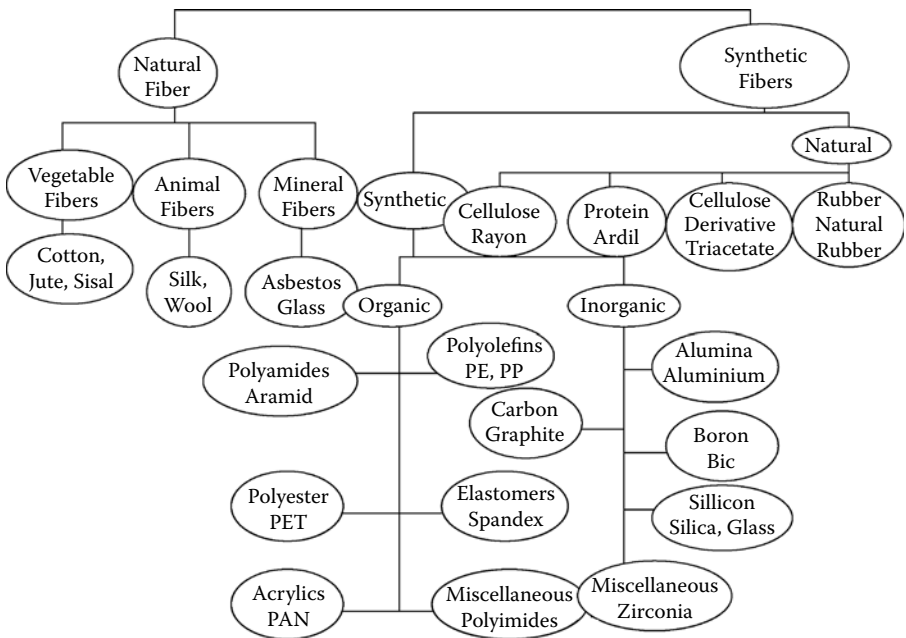 Natural
Fiber
Synthetic
Fibers
Natural
Vegetable
Fibers
Animal
Fibers
Mineral
Fibers
Synthetic
Cellulose
Rayon
Protein
Ardil
Cellulose
Derivative
Triacetate
Rubber
Natural
Rubber
Cotton,
Jute, Sisal
Silk,
Wool
Asbestos
Glass
Organic
Inorganic
Polyamides
Aramid
Polyolefins
PE, PP
Alumina
Aluminium
Carbon
Graphite
Boron
Bic
Polyester
PET
Elastomers
Spandex
Sillicon
Silica, Glass
Acrylics
PAN
Miscellaneous
Polyimides
Miscellaneous
Zirconia